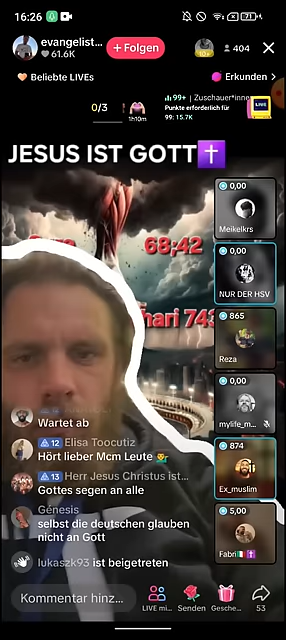 16:26
71
evangelist...
61.6K
+ Folgen
404
Beliebte LIVEs
Erkunden >
0/3
1h10m
99+ | Zuschauer*inne
Punkte erforderlich für
99: 15.7K
LIVE
JESUS IST GOTT✝️
68;42
hari 74
0,00
Meikelkrs
0,00
NUR DER HSV
865
Reza
0,00
mylife_m...
874
Ex_muslim
5,00
Fabri🇮🇹✝️
Wartet ab
12 Elisa Toocutiz
Hört lieber Mcm Leute 🙅‍♂️
13 Herr Jesus Christus ist...
Gottes segen an alle
Génesis
selbst die deutschen glauben
nicht an Gott
lukaszk93 ist beigetreten
Kommentar hinz...
LIVE mi...
Senden
Gesche...
53